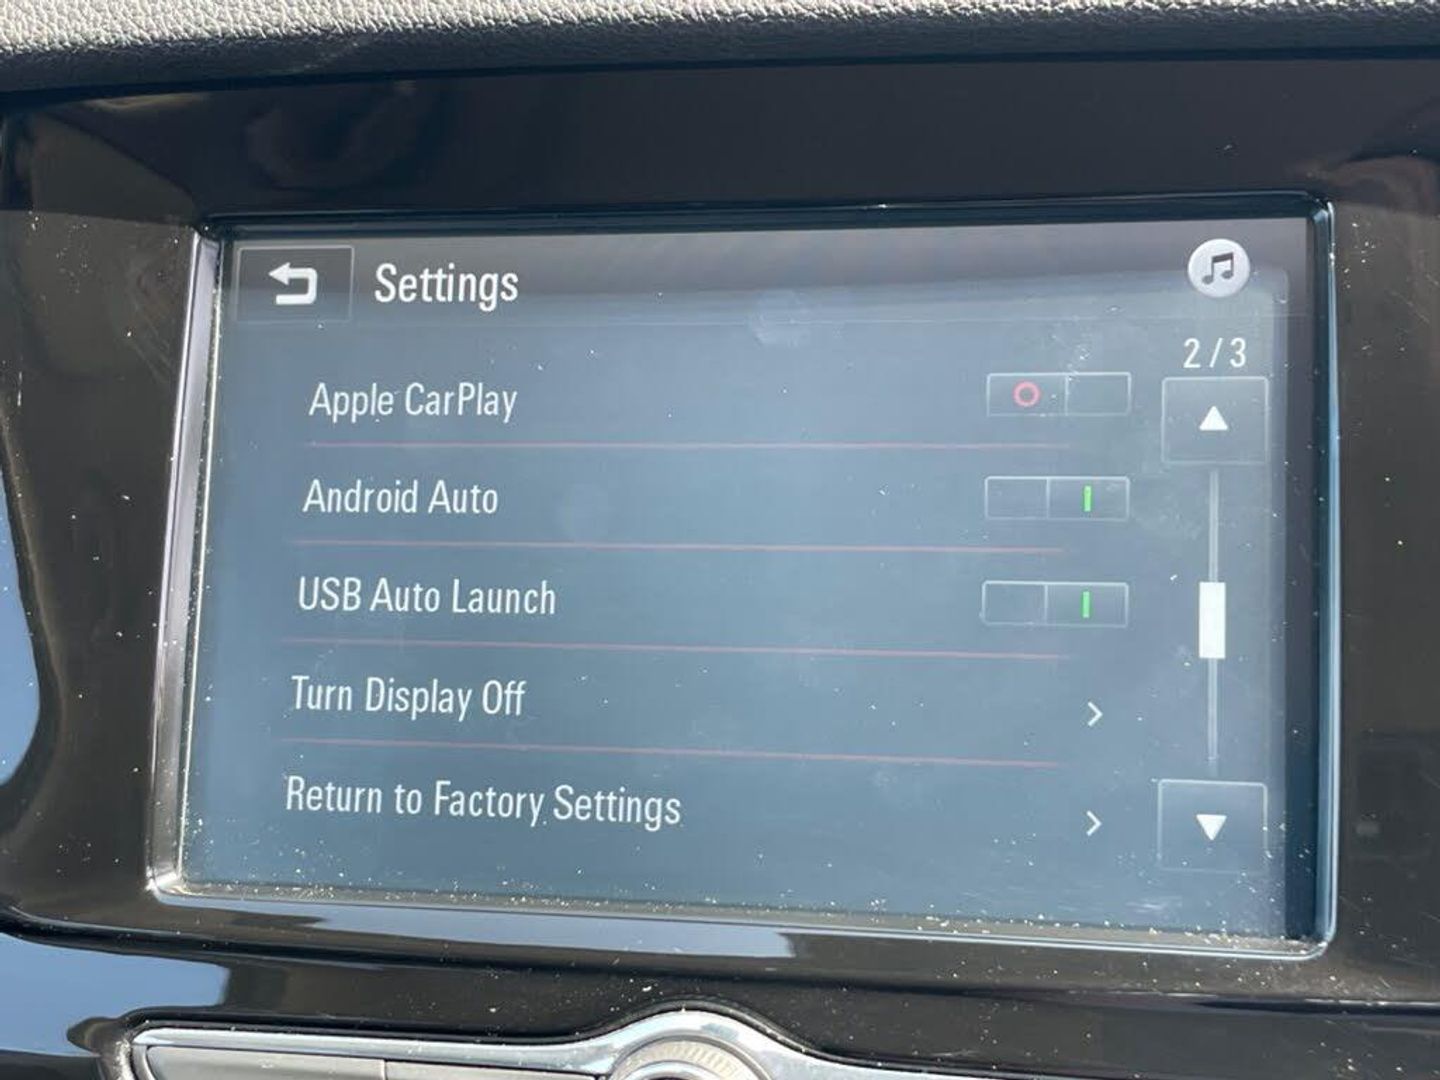 Settings
2 / 3
Apple CarPlay
Android Auto
USB Auto Launch
Turn Display Off
Return to Factory Settings